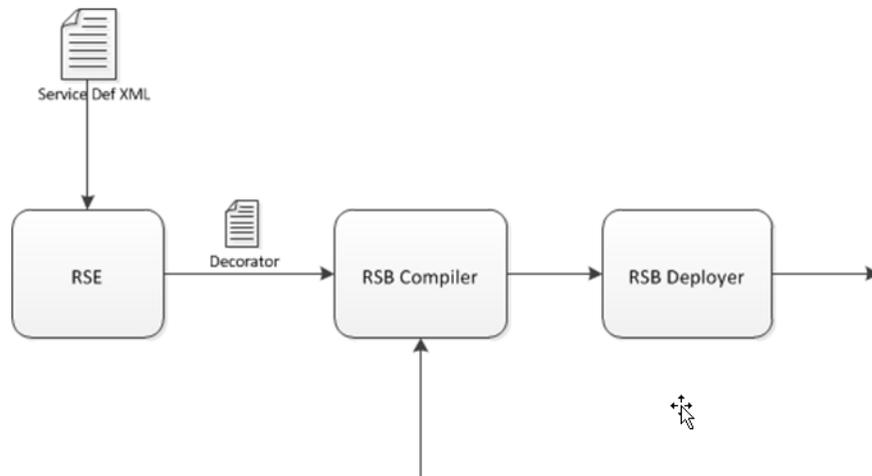 Service Def XML
Decorator
RSE
RSB Compiler
RSB Deployer